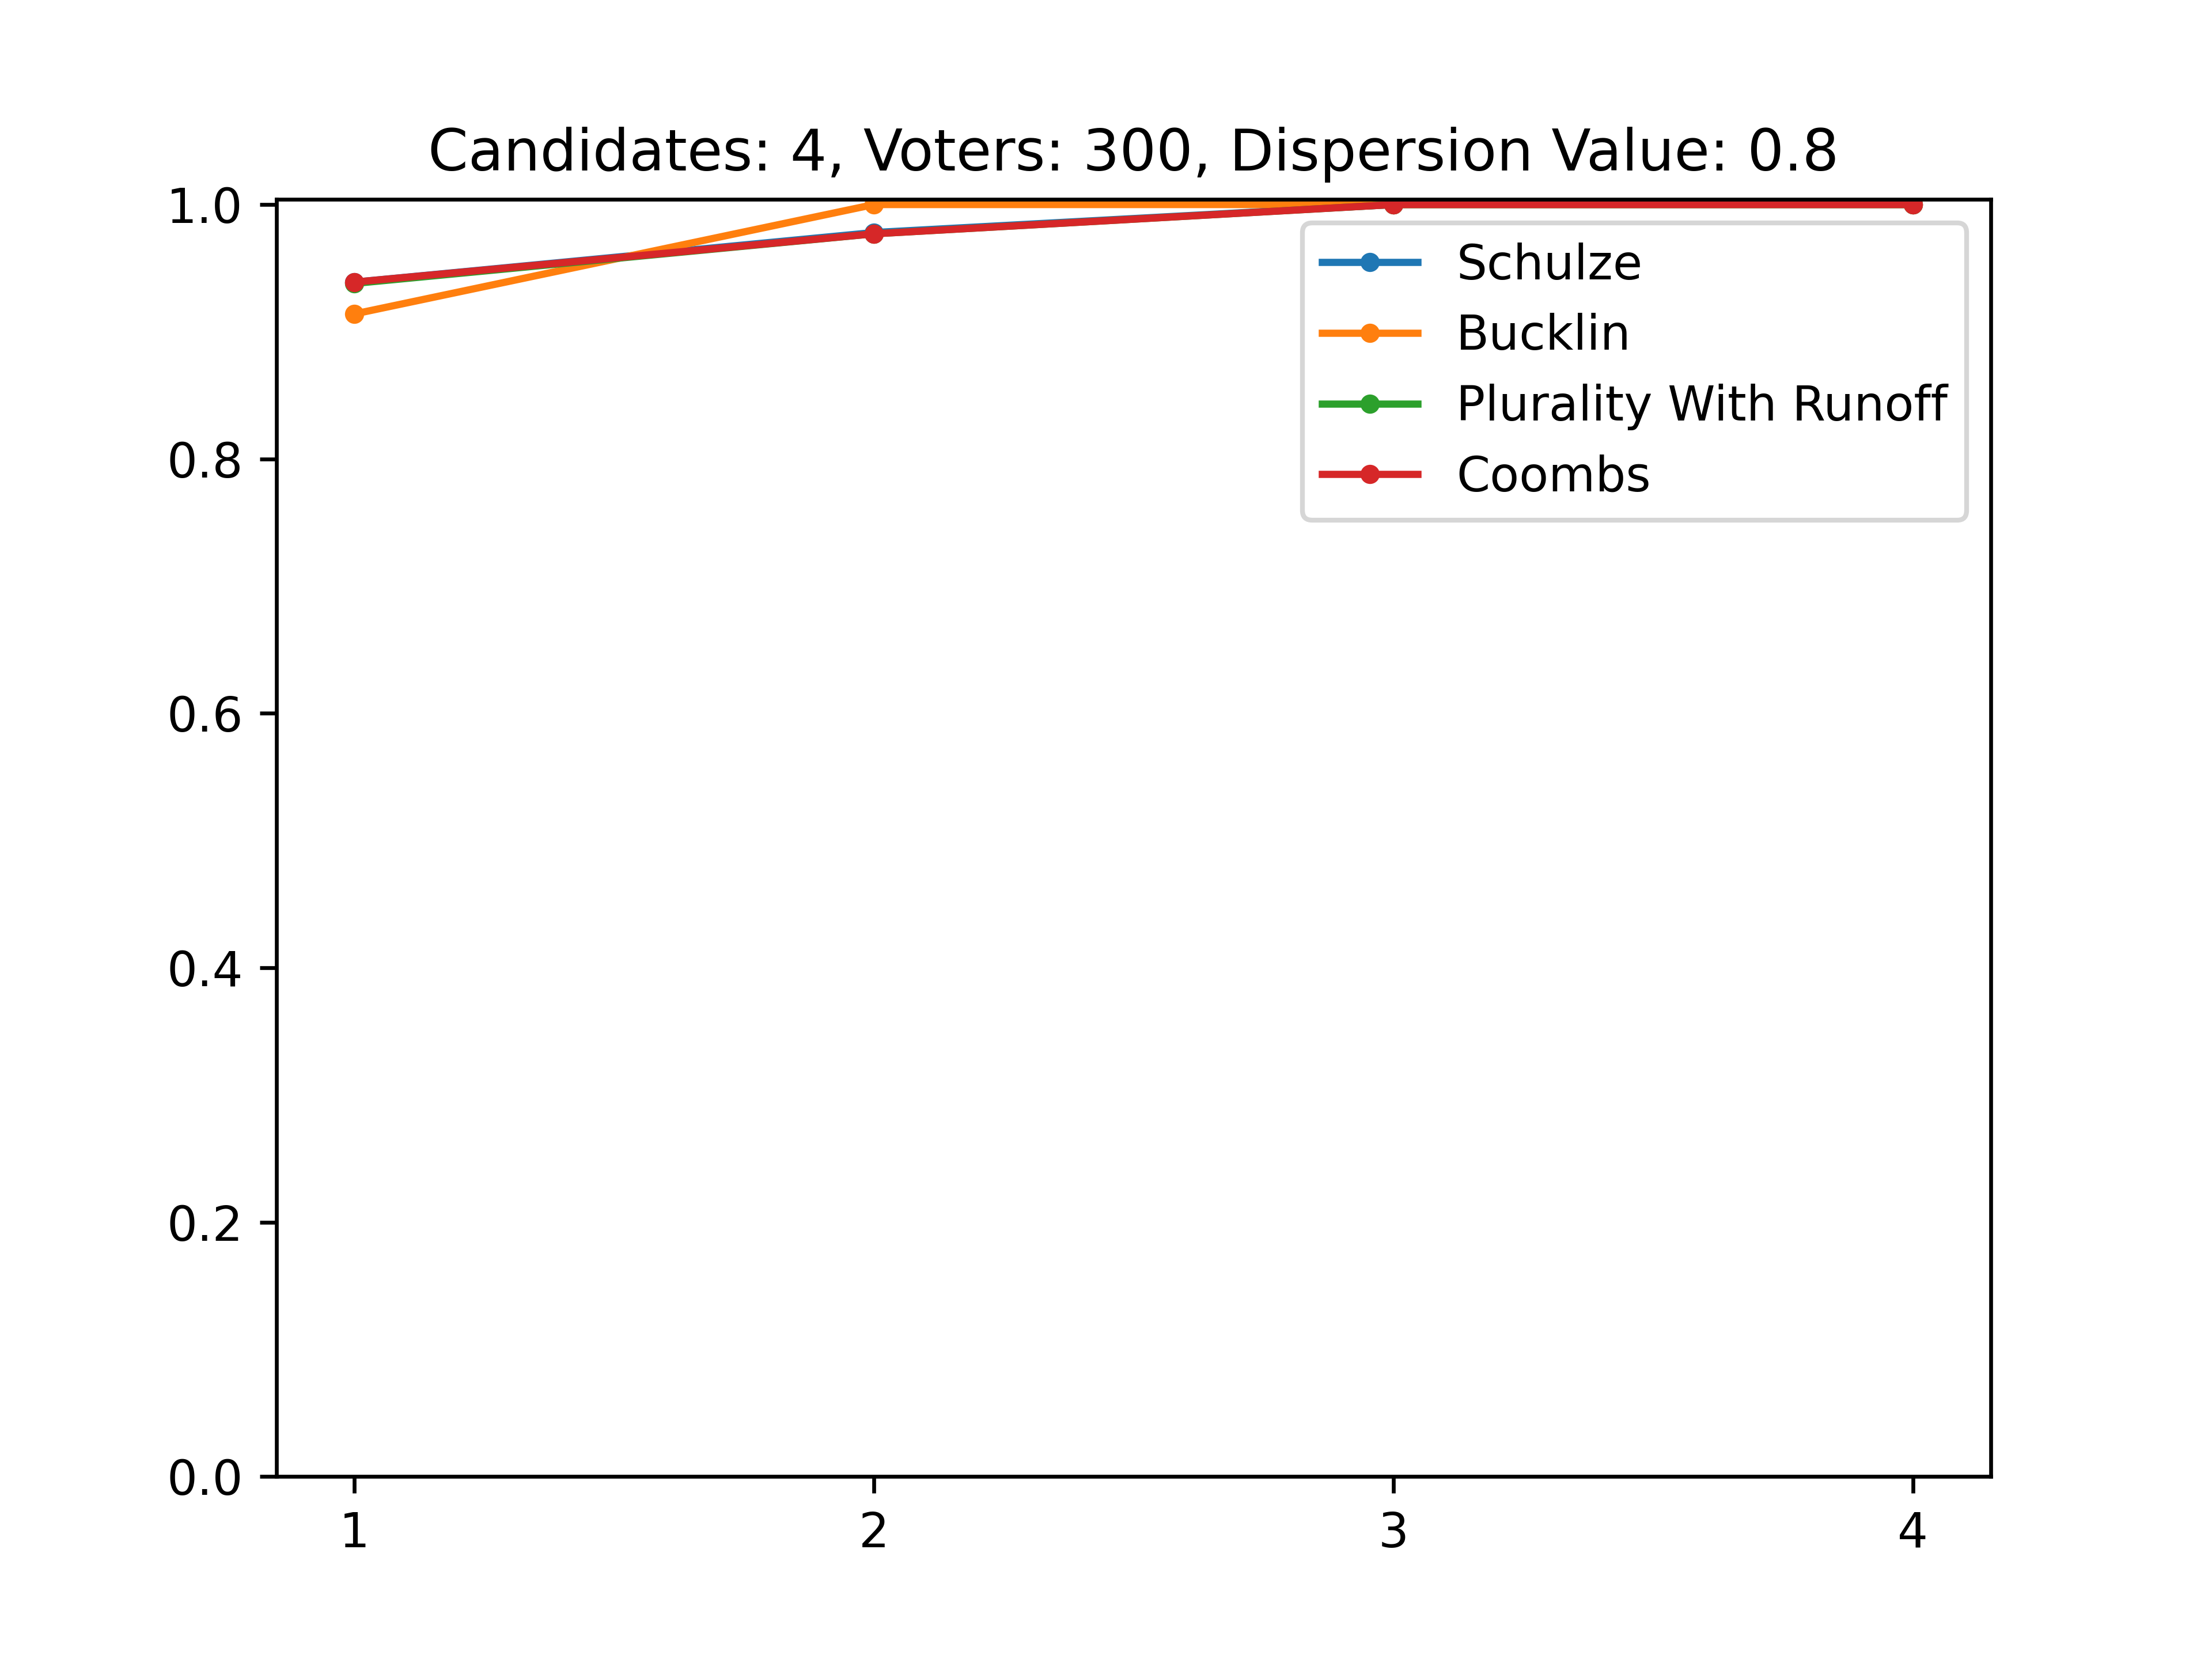 Candidates: 4, Voters: 300, Dispersion Value: 0.8
1.0
0.8
0.6
0.4
0.2
0.0
Schulze
Bucklin
Plurality With Runoff
Coombs
1 2 3 4